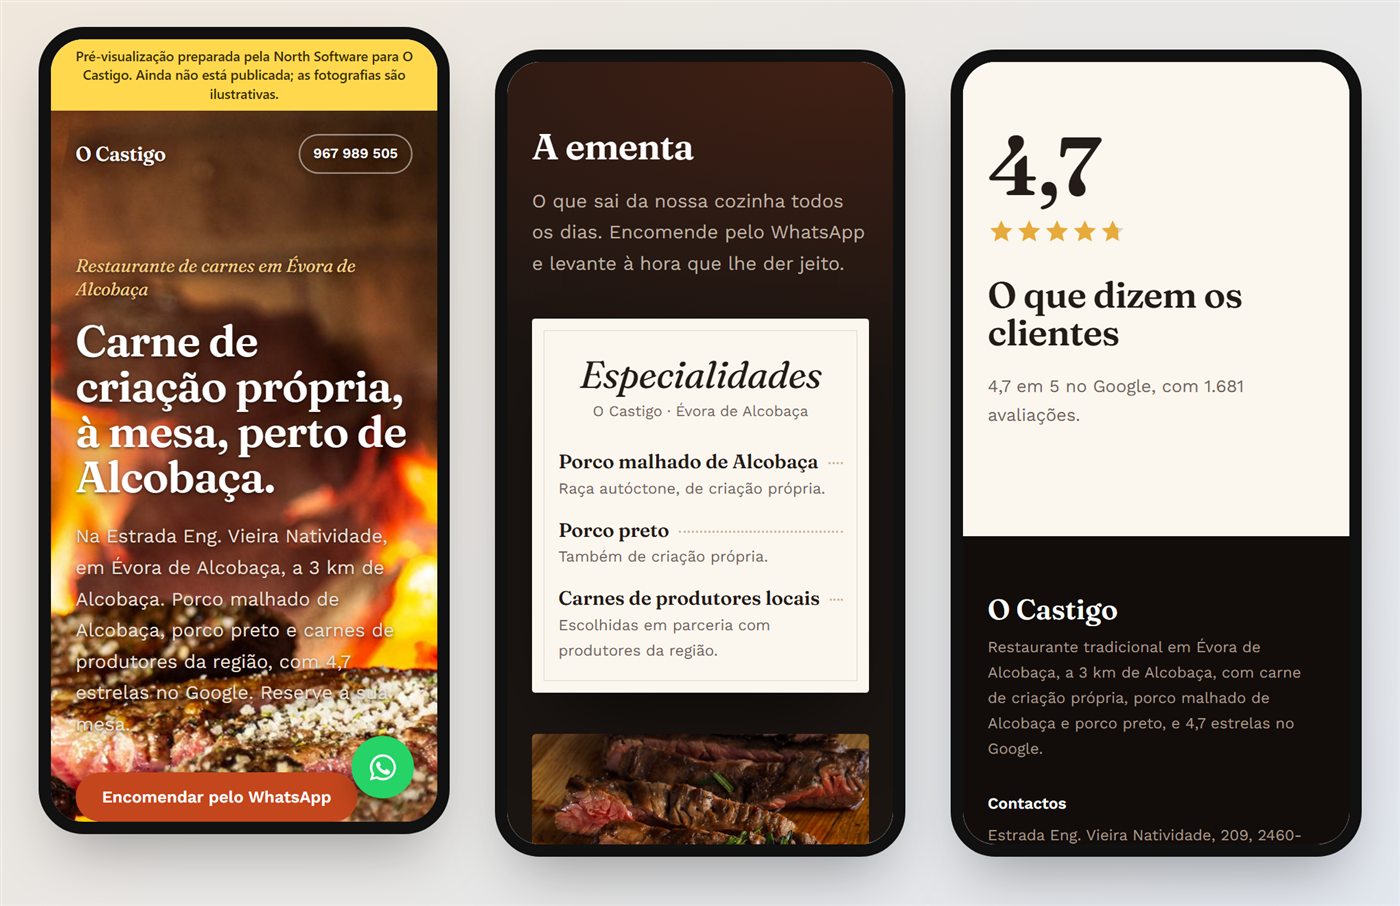 Pré-visualização preparada pela North Software para O
Castigo. Ainda não está publicada; as fotografias são
ilustrativas.
O Castigo
967 989 505
Restaurante de carnes em Évora de
Alcobaça
Carne de
criação própria,
à mesa, perto de
Alcobaça.
Na Estrada Eng. Vieira Natividade,
em Évora de Alcobaça, a 3 km de
Alcobaça. Porco malhado de
Alcobaça, porco preto e carnes de
produtores da região, com 4,7
estrelas no Google. Reserve a sua
mesa.
Encomendar pelo WhatsApp
A ementa
O que sai da nossa cozinha todos
os dias. Encomende pelo WhatsApp
e levante à hora que lhe der jeito.
Especialidades
O Castigo · Évora de Alcobaça
Porco malhado de Alcobaça
Raça autóctone, de criação própria.
Porco preto
Também de criação própria.
Carnes de produtores locais
Escolhidas em parceria com
produtores da região.
4,7
O que dizem os
clientes
4,7 em 5 no Google, com 1.681
avaliações.
O Castigo
Restaurante tradicional em Évora de
Alcobaça, a 3 km de Alcobaça, com carne
de criação própria, porco malhado de
Alcobaça e porco preto, e 4,7 estrelas no
Google.
Contactos
Estrada Eng. Vieira Natividade, 209, 2460-